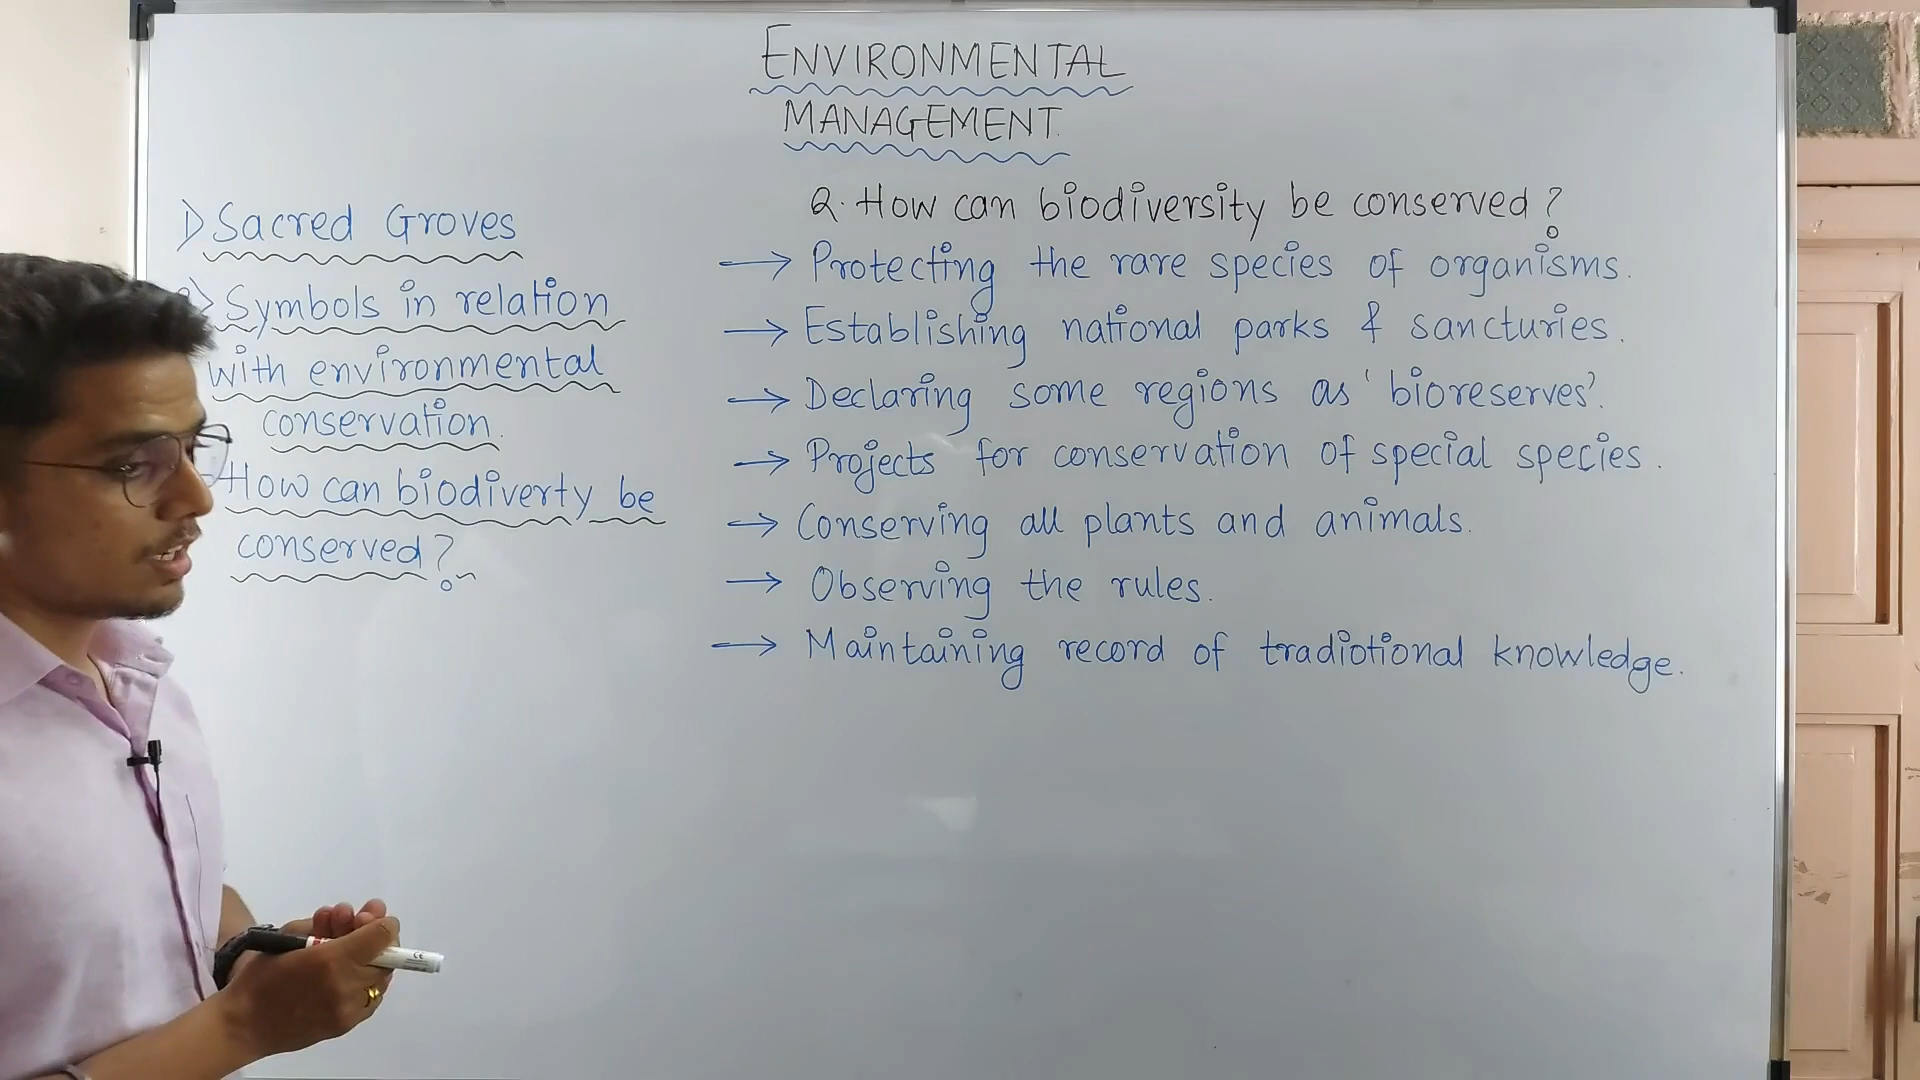 ENVIRONMENTAL
MANAGEMENT.
1) Sacred Groves
Symbols in relation
with environmental
conservation.
How can biodiverty be
conserved?
Q. How can biodiversity be conserved?
→ Protecting the rare species of organisms.
→ Establishing national parks & sancturies.
→ Declaring some regions as 'bioreserves'.
→ Projects for conservation of special species.
→ Conserving all plants and animals.
→ Observing the rules.
→ Maintaining record of tradiotional knowledge.